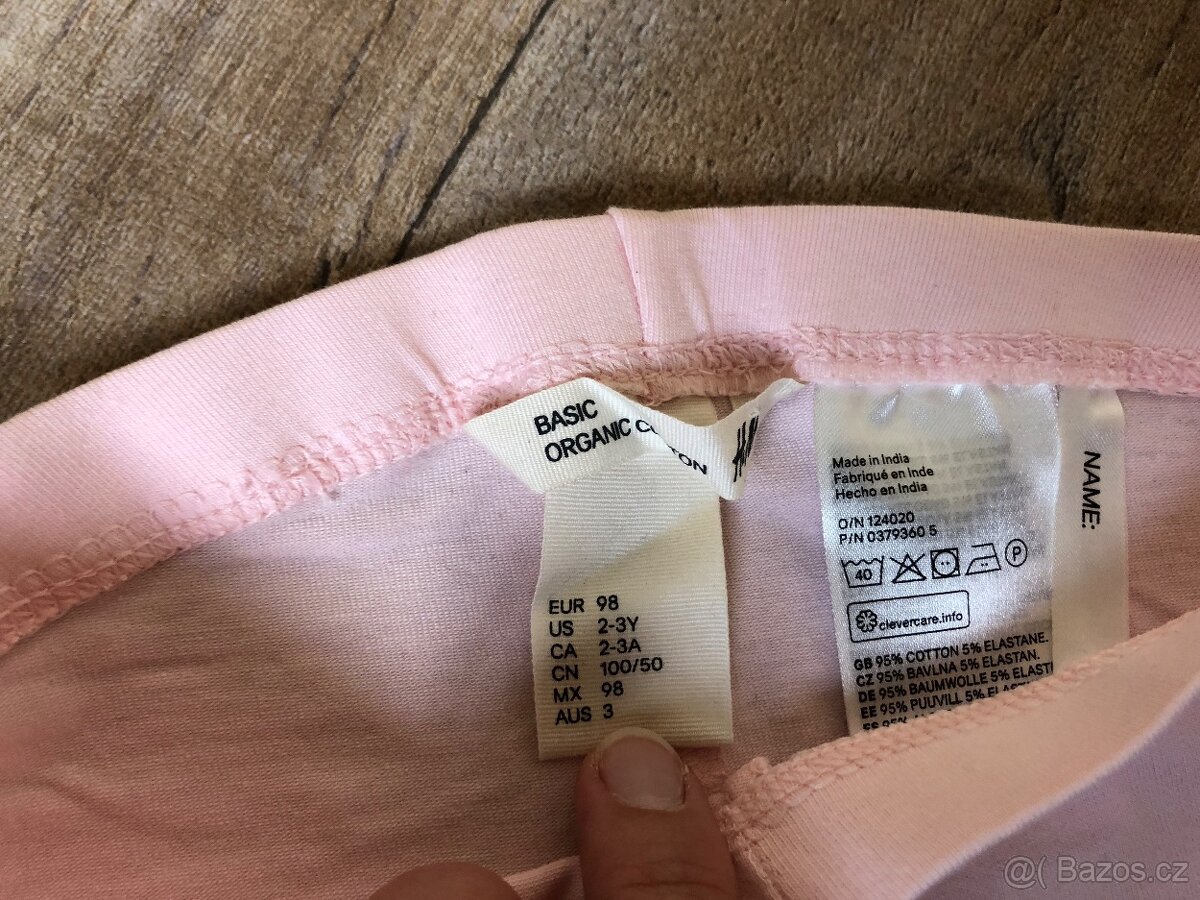 BASIC
ORGANIC COTTON
H&M
EUR 98
US 2-3Y
CA 2-3A
CN 100/50
MX 98
AUS 3
Made in India
Fabriqué en Inde
Hecho en India
O/N 124020
P/N 0379360 5
40
P
clevercare.info
GB 95% COTTON 5% ELASTANE.
CZ 95% BAVLNA 5% ELASTAN.
DE 95% BAUMWOLLE 5% ELASTI
EE 95% PUUVILL 5%
NAME:
@( Bazos.cz